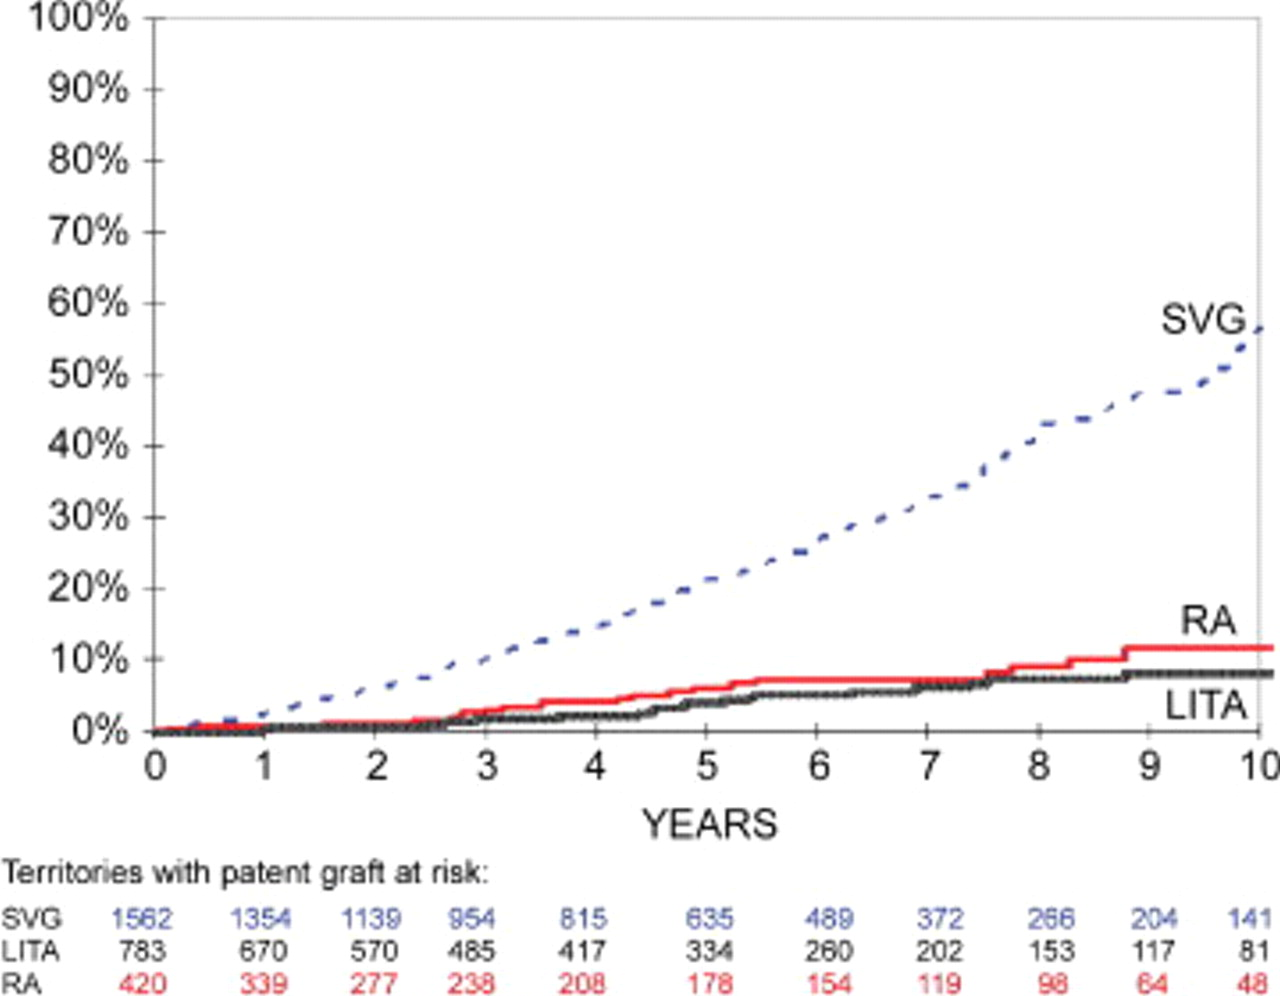 100%
90%
80%
70%
60%
50%
40%
30%
20%
10%
0%
SVG
RA
LITA
0 1 2 3 4 5 6 7 8 9 10
YEARS
Territories with patent graft at risk:
SVG 1562 1354 1139 954 815 635 489 372 266 204 141
LITA 783 670 570 485 417 334 260 202 153 117 81
RA 420 339 277 238 208 178 154 119 98 64 48